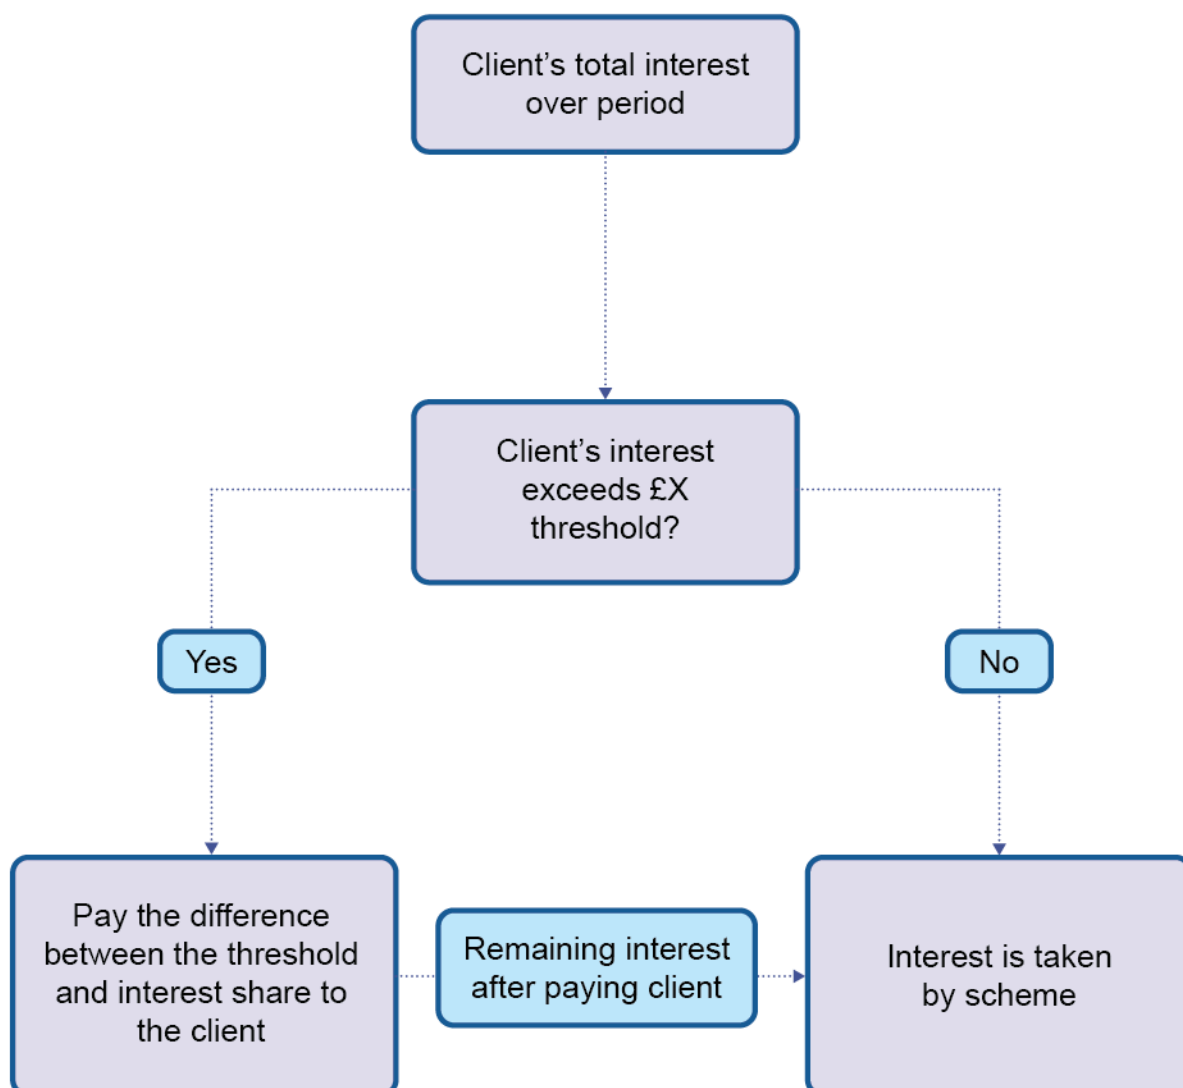 Client’s total interest
over period
Client’s interest
exceeds £X
threshold?
Yes
No
Pay the difference
between the threshold
and interest share to
the client
Remaining interest
after paying client
Interest is taken
by scheme